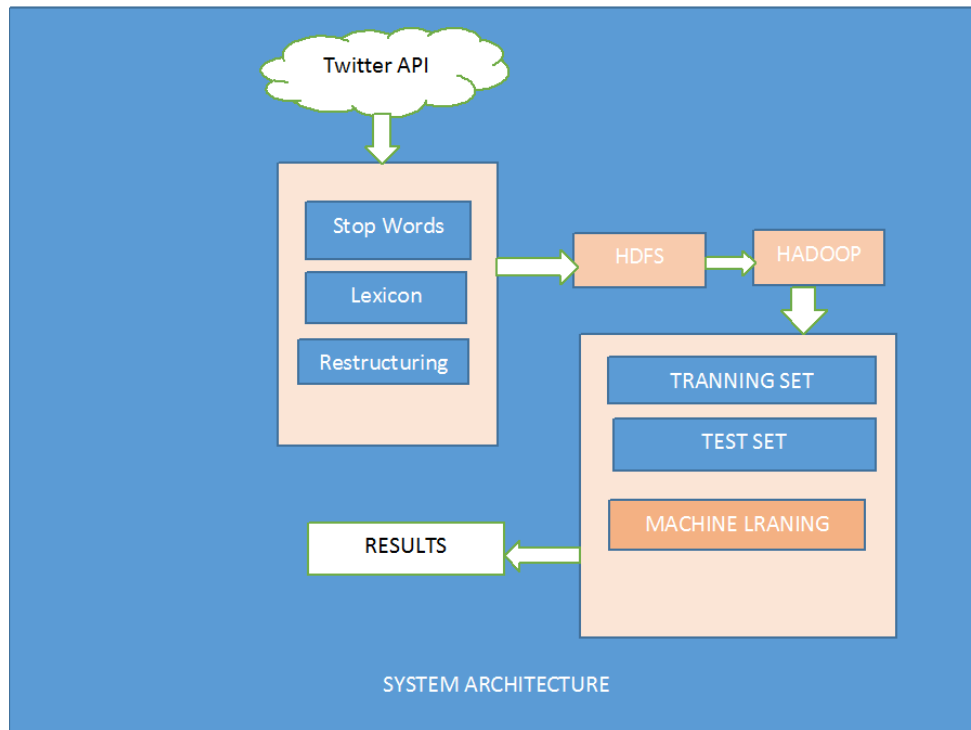 Twitter API
Stop Words
Lexicon
Restructuring
HDFS
HADOOP
TRANNING SET
TEST SET
MACHINE LRANING
RESULTS
SYSTEM ARCHITECTURE